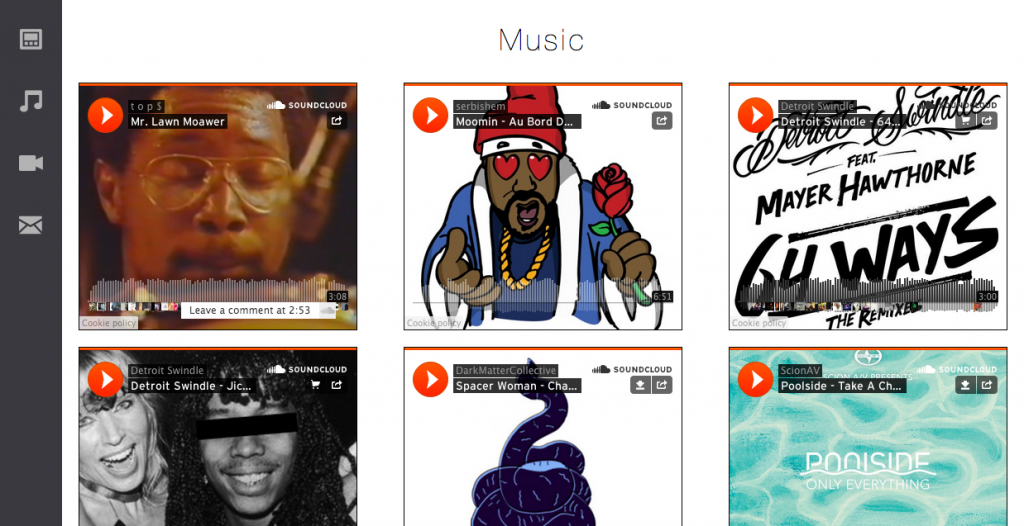 Music
t o p $
SOUNDCLOUD
Mr. Lawn Moawer
3:08
Leave a comment at 2:53
Cookie policy
serbishem
SOUNDCLOUD
Moomin - Au Bord D...
6:51
Cookie policy
Detroit Swindle
SOUNDCLOUD
Detroit Swindle - 64...
Detroit Swindle
FEAT.
MAYER HAWTHORNE
64 WAYS
THE REMIXES
3:00
Cookie policy
Detroit Swindle
SOUNDCLOUD
Detroit Swindle - Jic...
DarkMatterCollective
SOUNDCLOUD
Spacer Woman - Cha...
ScionAV
SOUNDCLOUD
SCION A/V PRESENTS
Poolside - Take A Ch...
POOLSIDE
ONLY EVERYTHING